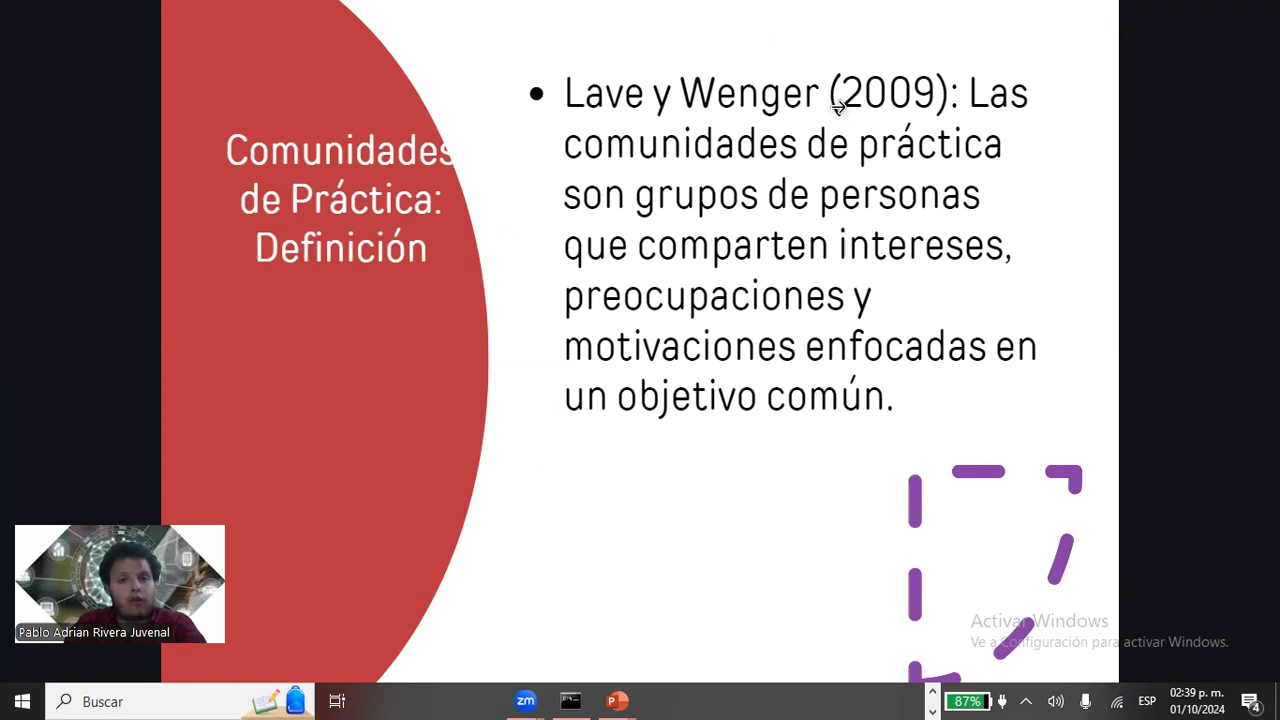 Comunidades
de Práctica:
Definición
• Lave y Wenger (2009): Las
comunidades de práctica
son grupos de personas
que comparten intereses,
preocupaciones y
motivaciones enfocadas en
un objetivo común.
Pablo Adrian Rivera Juvenal
Activar Windows
Ve a Configuración para activar Windows.
Buscar
zm
P
87%
ESP
02:39 p. m.
01/10/2024
4